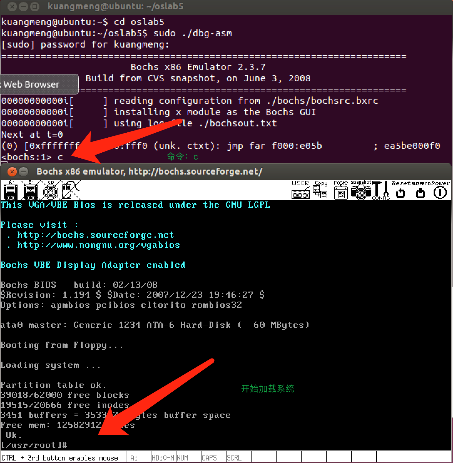 kuangmeng@ubuntu: ~/oslab5
kuangmeng@ubuntu:~$ cd oslab5
kuangmeng@ubuntu:~/oslab5$ sudo ./dbg-asm
[sudo] password for kuangmeng:
========================================================================
Bochs x86 Emulator 2.3.7
Build from CVS snapshot, on June 3, 2008
========================================================================
Web Browser
00000000000i[ ] reading configuration from ./bochs/bochsrc.bxrc
00000000000i[ ] installing x module as the Bochs GUI
00000000000i[ ] using log file ./bochsout.txt
Next at t=0
(0) [0xfffffff fff0 (unk. ctxt): jmp far f000:e05b ; ea5be000f0
<bochs:1> c
命令：c
Bochs x86 emulator, http://bochs.sourceforge.net/
USER
This VGA/VBE Bios is released under the GNU LGPL
Please visit :
. http://bochs.sourceforge.net
. http://www.nongnu.org/vgabios
Bochs VBE Display Adapter enabled
Bochs BIOS build: 02/13/08
$Revision: 1.194 $ $Date: 2007/12/23 19:46:27 $
Options: apmbios pcibios eltorito rombios32
ata0 master: Generic 1234 ATA-6 Hard Disk ( 60 MBytes)
Booting from Floppy...
Loading system ...
开始加载系统
Partition table ok.
39018/62000 free blocks
19515/20666 free inodes
3451 buffers = 3533 bytes buffer space
Free mem: 12582912 bytes
Ok.
[/usr/root]#
CTRL + 3rd button enables mouse A: NUM CAPS SCRL